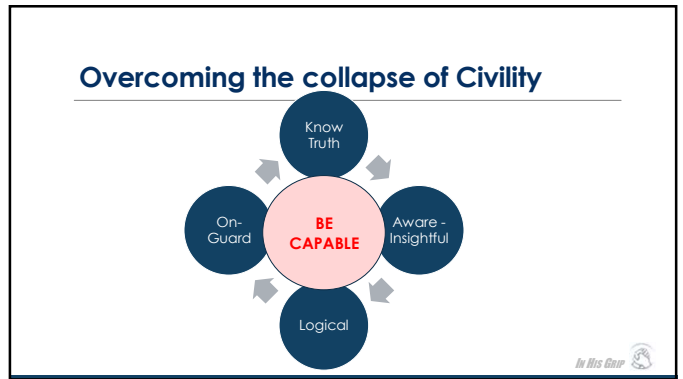 Overcoming the collapse of Civility
Know
Truth
On-
Guard
BE
CAPABLE
Aware -
Insightful
Logical
In His Grip